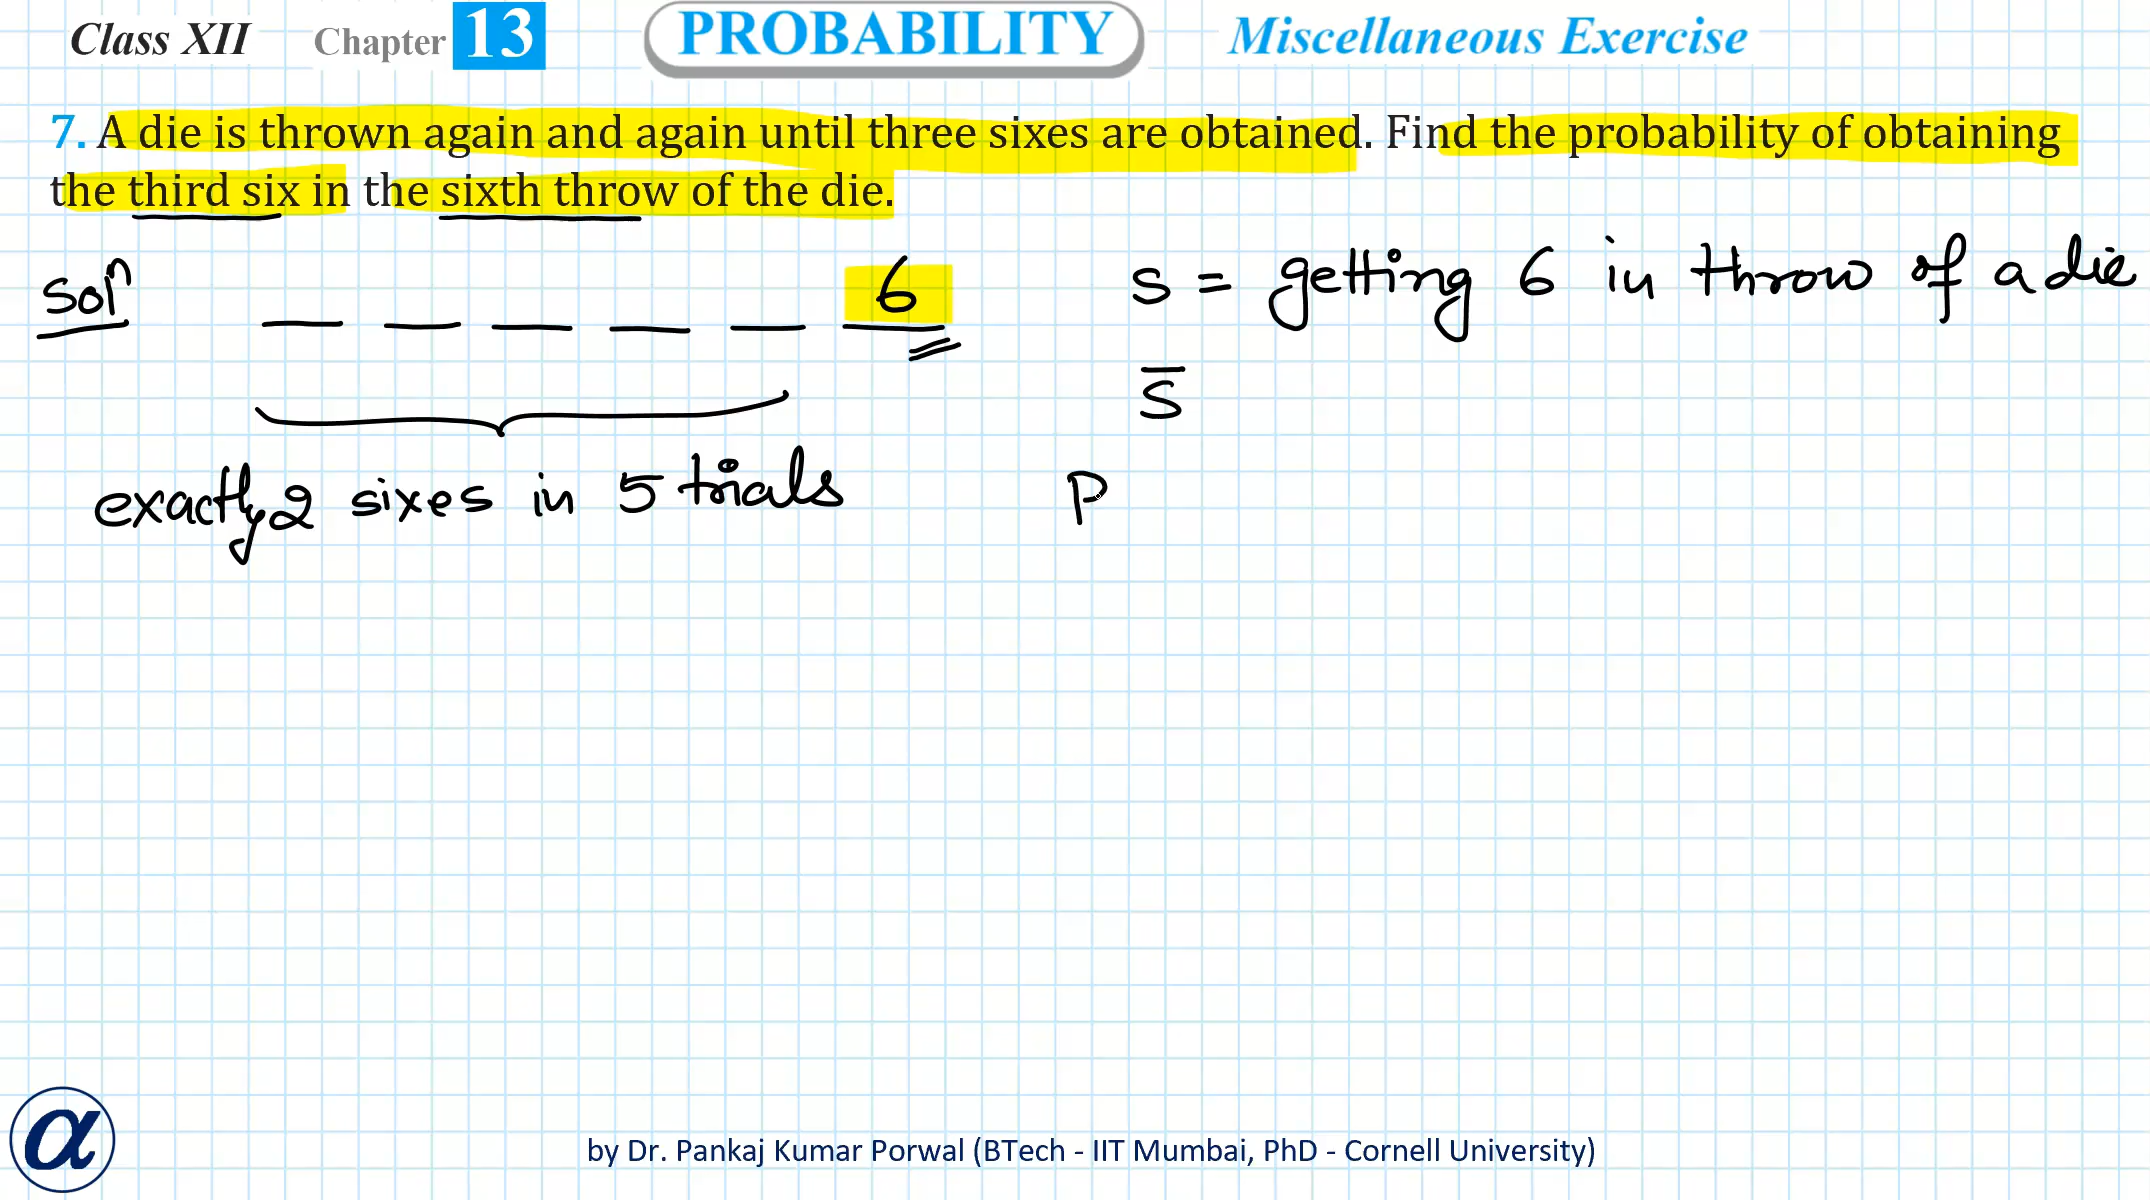 Class XII Chapter 13 PROBABILITY Miscellaneous Exercise
7. A die is thrown again and again until three sixes are obtained. Find the probability of obtaining
the third six in the sixth throw of the die.
Solⁿ 6 S = getting 6 in throw of a die
S̅
exactly 2 sixes in 5 trials P
α
by Dr. Pankaj Kumar Porwal (BTech - IIT Mumbai, PhD - Cornell University)